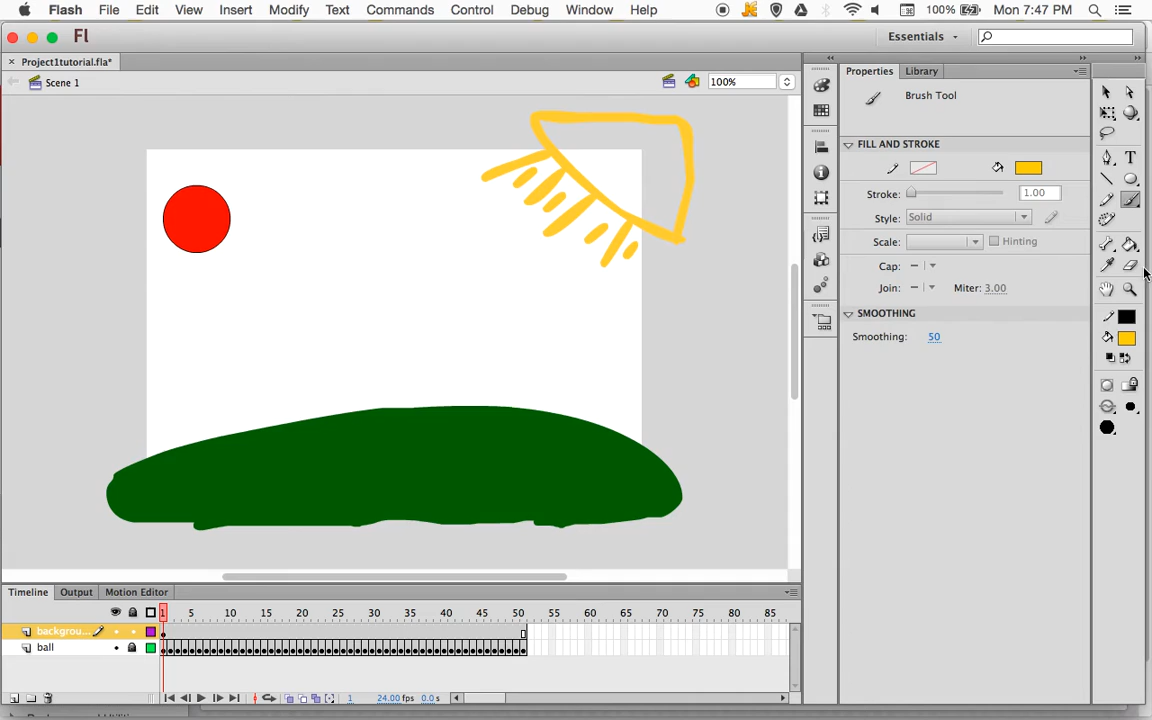 Flash File Edit View Insert Modify Text Commands Control Debug Window Help 100% Mon 7:47 PM
Fl Essentials
Project1tutorial.fla*
Scene 1 100%
Properties Library
Brush Tool
FILL AND STROKE
Stroke: 1.00
Style: Solid
Scale: Hinting
Cap:
Join: Miter: 3.00
SMOOTHING
Smoothing: 50
Timeline Output Motion Editor
1 5 10 15 20 25 30 35 40 45 50 55 60 65 70 75 80 85
backgrou...
ball
1 24.00 fps 0.0 s